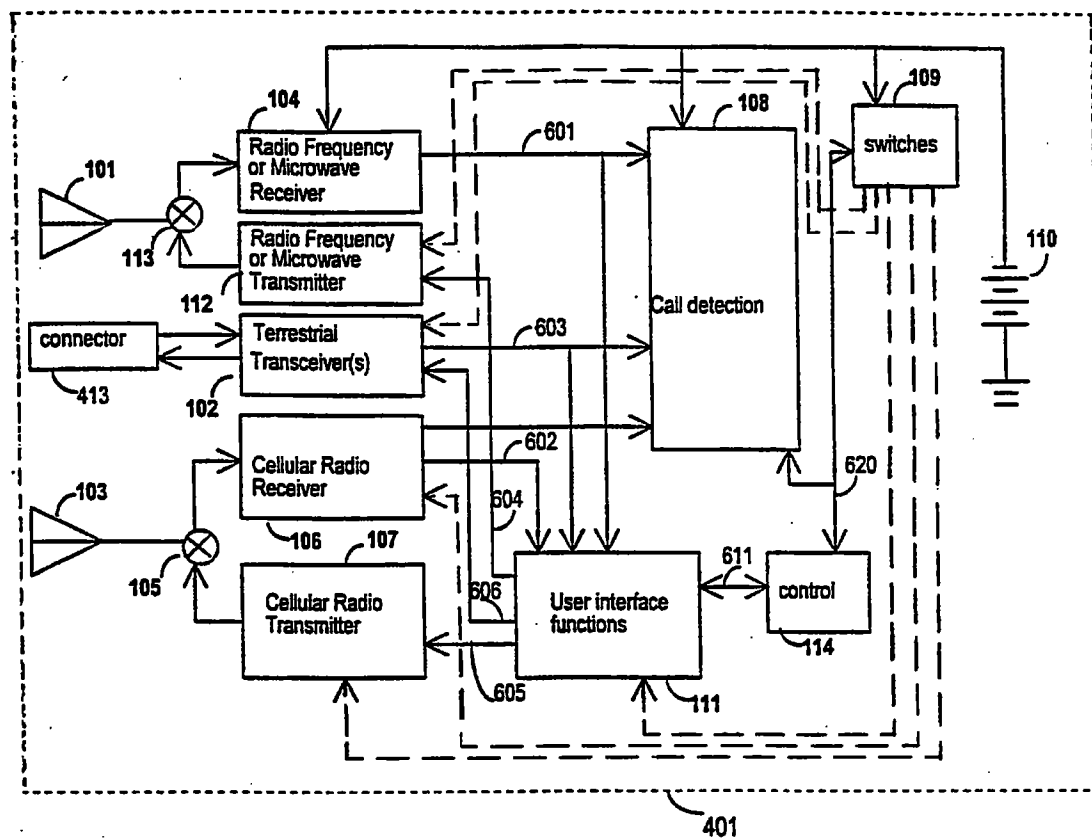 104
Radio Frequency
or Microwave
Receiver
601
108
109
switches
101
113
Radio Frequency
or Microwave
Transmitter
112
110
Call detection
connector
413
Terrestrial
Transceiver(s)
102
603
602
Cellular Radio
Receiver
604
620
103
105
106
107
Cellular Radio
Transmitter
606
User interface
functions
611
control
114
605
111
401